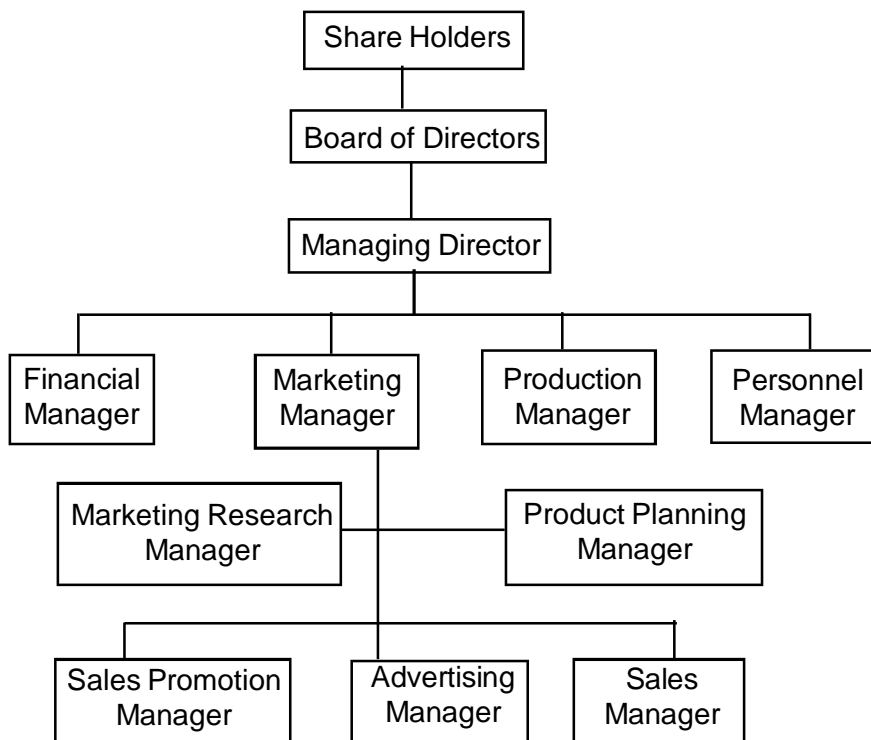 Share Holders
Board of Directors
Managing Director
Financial
Manager
Marketing
Manager
Production
Manager
Personnel
Manager
Marketing Research
Manager
Product Planning
Manager
Sales Promotion
Manager
Advertising
Manager
Sales
Manager